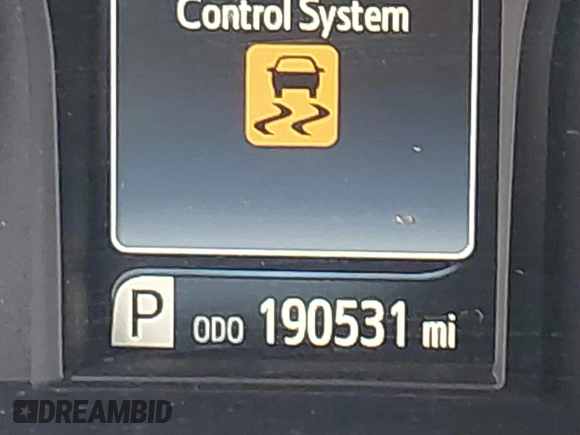 Control System
P ODO 190531 mi
DREAMBID